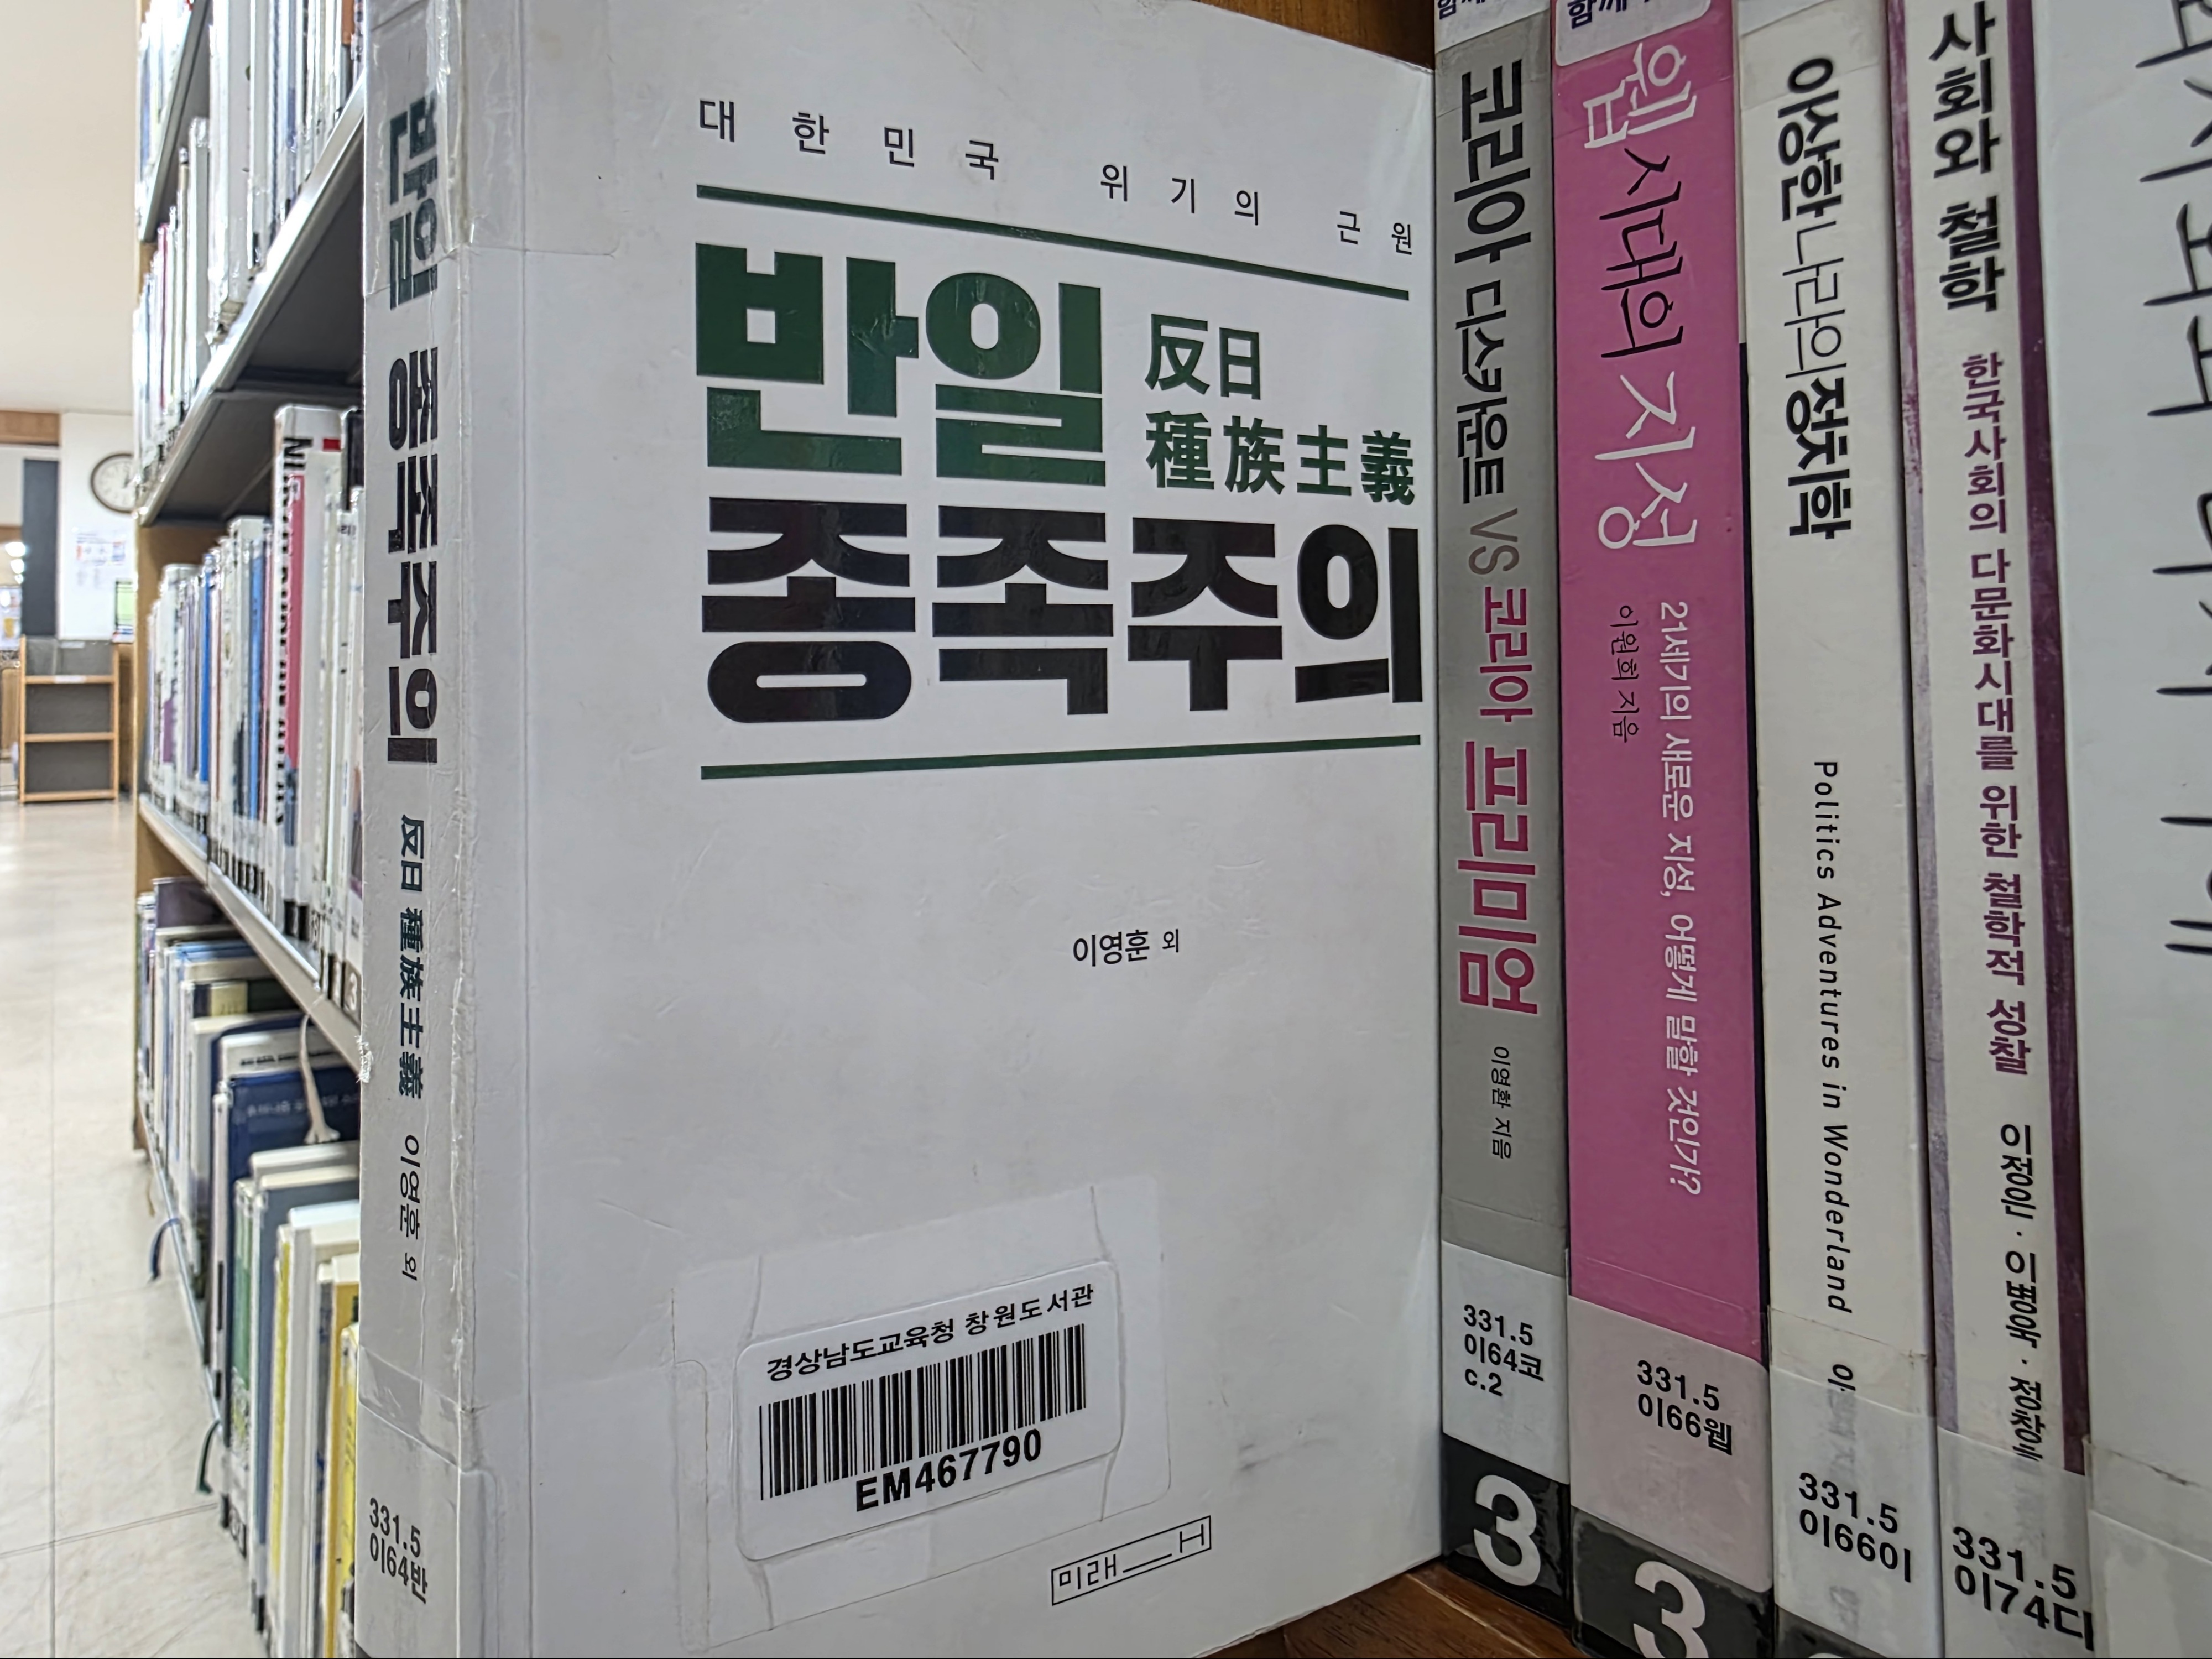 반일 종족주의 反日 種族主義 이영훈 외
331.5
이64반
대한민국 위기의 근원
반일
反日
種族主義
종족주의
이영훈 외
경상남도교육청 창원도서관
EM467790
미래
코리아 디스카운트 VS 코리아 프리미엄 이영환 지음
331.5
이64코
c.2
3
웹 시대의 지성
21세기의 새로운 지성, 어떻게 말할 것인가?
이원희 지음
331.5
이66웹
3
이상한 나라의 정치학 Politics Adventures in Wonderland
331.5
이66이
사회와 철학
한국사회의 다문화시대를 위한 철학적 성찰
이정은 · 이병욱 ·
331.5
이74디